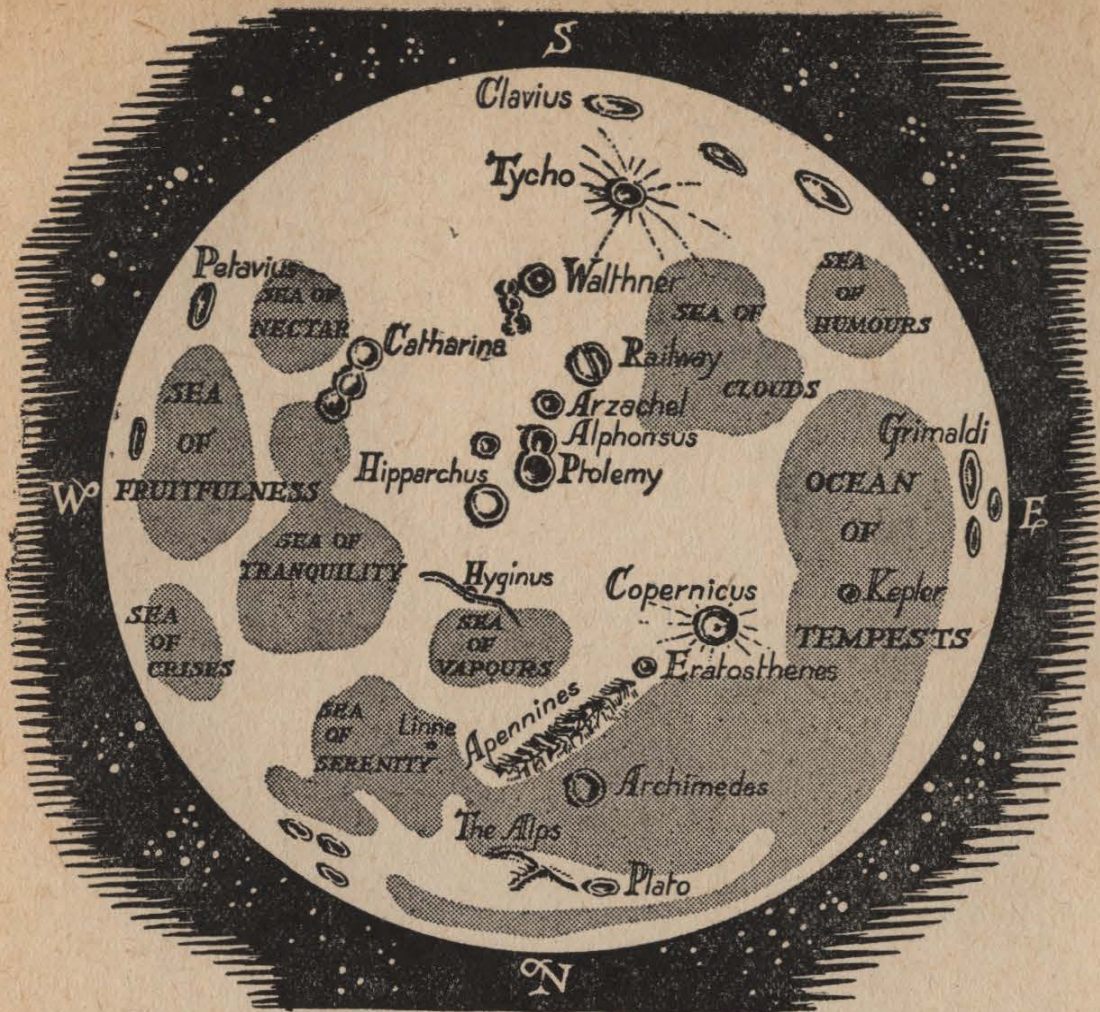 S
Clavius
Tycho
Petavius
SEA OF
NECTAR
Walthner
SEA OF
CLOUDS
SEA
OF
HUMOURS
Catharina
Railway
SEA
OF
FRUITFULNESS
Arzachel
Alphonsus
Ptolemy
Hipparchus
Grimaldi
OCEAN
OF
TEMPESTS
W
E
SEA OF
TRANQUILITY
Hyginus
Copernicus
Kepler
SEA
OF
CRISES
SEA
OF
VAPOURS
Eratosthenes
SEA
OF
SERENITY
Linne
Apennines
Archimedes
The Alps
Plato
N